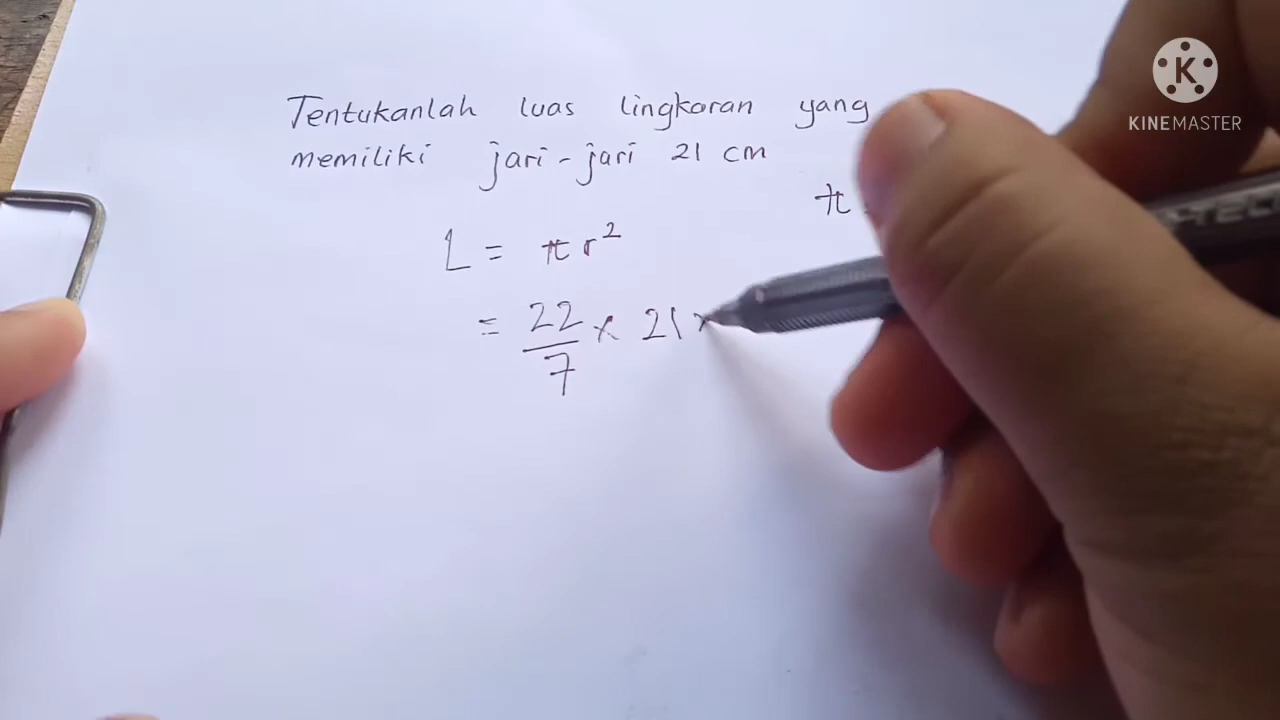 Tentukanlah luas lingkaran yang
memiliki jari-jari 21 cm
π
L = πr²
= 22/7 × 21 ×
KINEMASTER